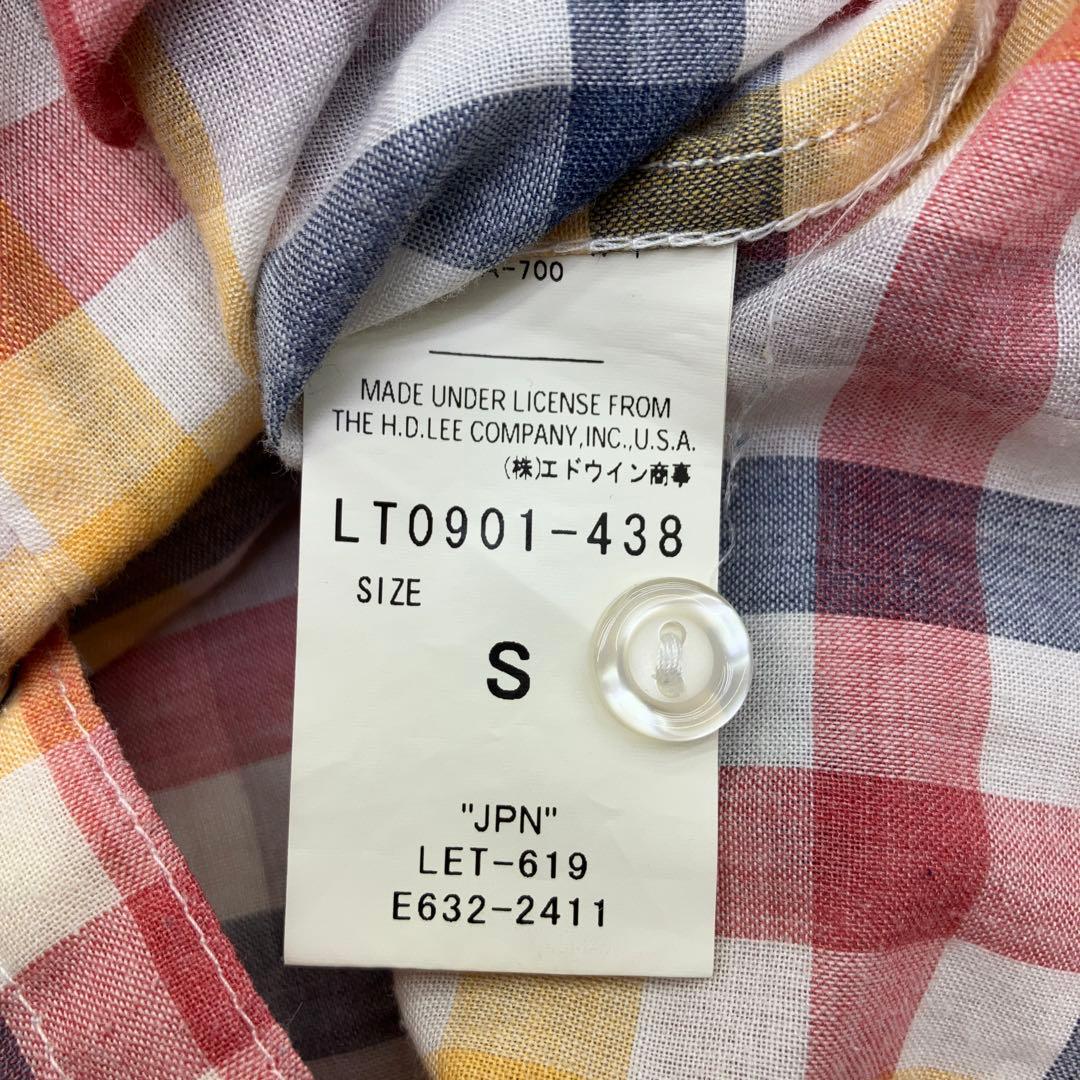 A-700
MADE UNDER LICENSE FROM
THE H.D.LEE COMPANY,INC.,U.S.A.
(株)エドウイン商事
LT0901-438
SIZE
S
"JPN"
LET-619
E632-2411